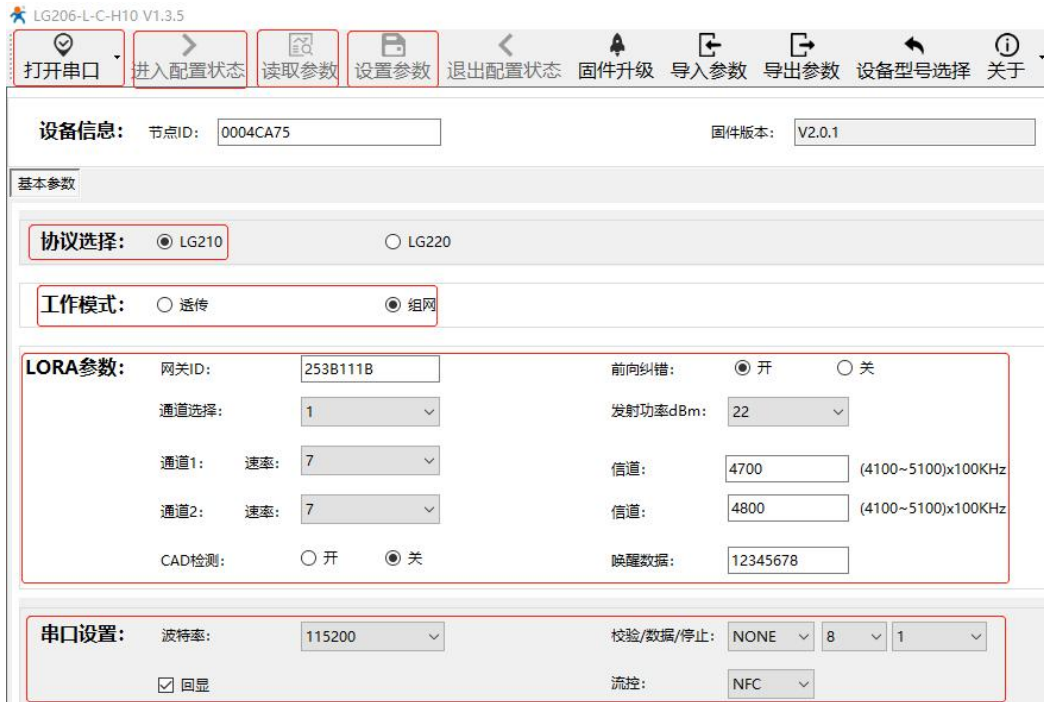 LG206-L-C-H10 V1.3.5
打开串口 进入配置状态 读取参数 设置参数 退出配置状态 固件升级 导入参数 导出参数 设备型号选择 关于
设备信息: 节点ID: 0004CA75 固件版本: V2.0.1
基本参数
协议选择: LG210 LG220
工作模式: 透传 组网
LORA参数: 网关ID: 253B111B 前向纠错: 开 关
通道选择: 1 发射功率dBm: 22
通道1: 速率: 7 信道: 4700 (4100~5100)x100KHz
通道2: 速率: 7 信道: 4800 (4100~5100)x100KHz
CAD检测: 开 关 唤醒数据: 12345678
串口设置: 波特率: 115200 校验/数据/停止: NONE 8 1
回显 流控: NFC